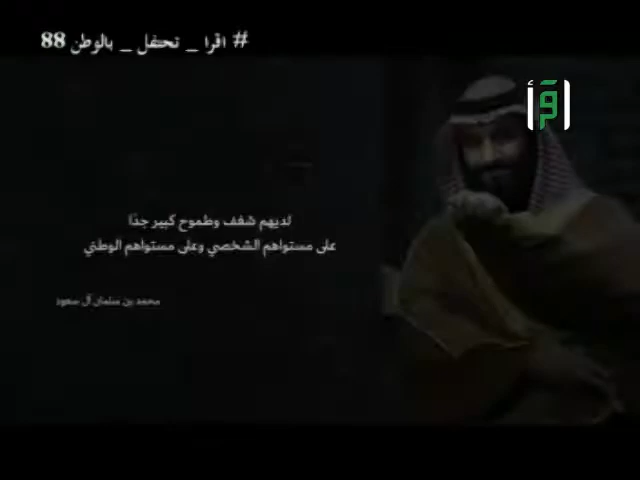 # اقرا _ تحتفل _ بالوطن 88
اقرأ
لديهم شغف وطموح كبير جدًا
على مستواهم الشخصي وعلى مستواهم الوطني
محمد بن سلمان آل سعود